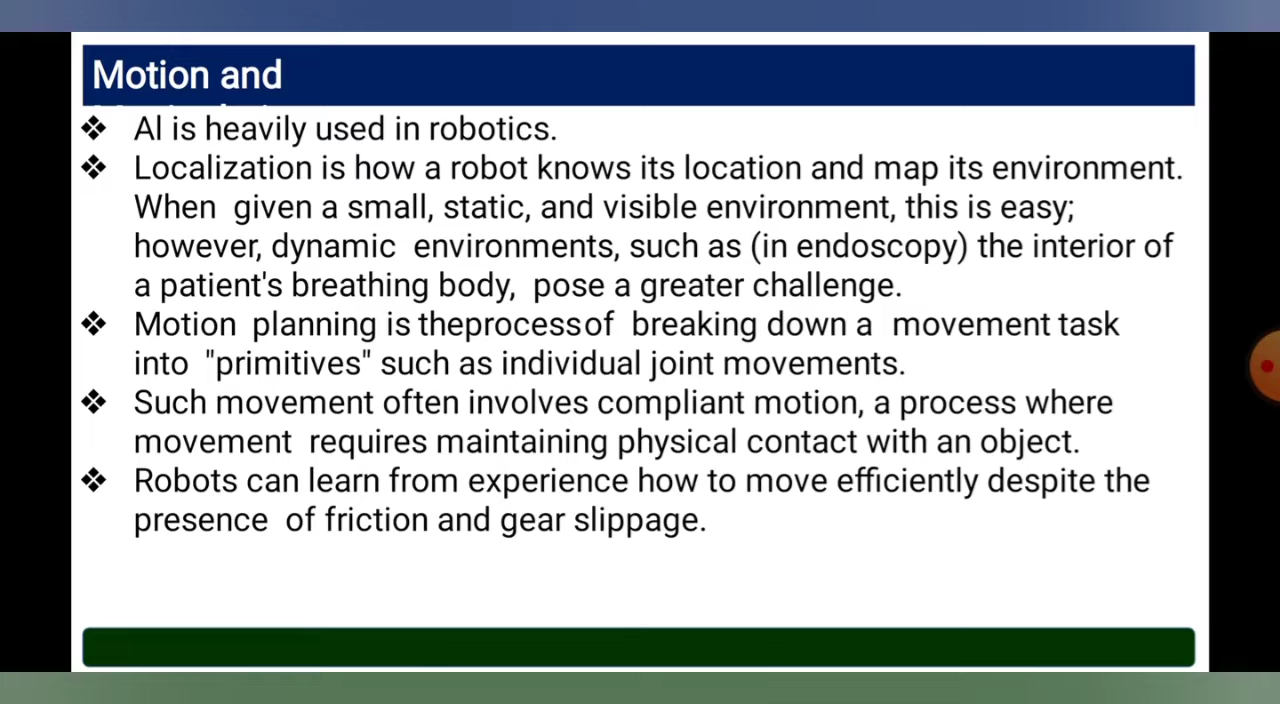 Motion and
❖ AI is heavily used in robotics.
❖ Localization is how a robot knows its location and map its environment.
When given a small, static, and visible environment, this is easy;
however, dynamic environments, such as (in endoscopy) the interior of
a patient's breathing body, pose a greater challenge.
❖ Motion planning is theprocessof breaking down a movement task
into "primitives" such as individual joint movements.
❖ Such movement often involves compliant motion, a process where
movement requires maintaining physical contact with an object.
❖ Robots can learn from experience how to move efficiently despite the
presence of friction and gear slippage.